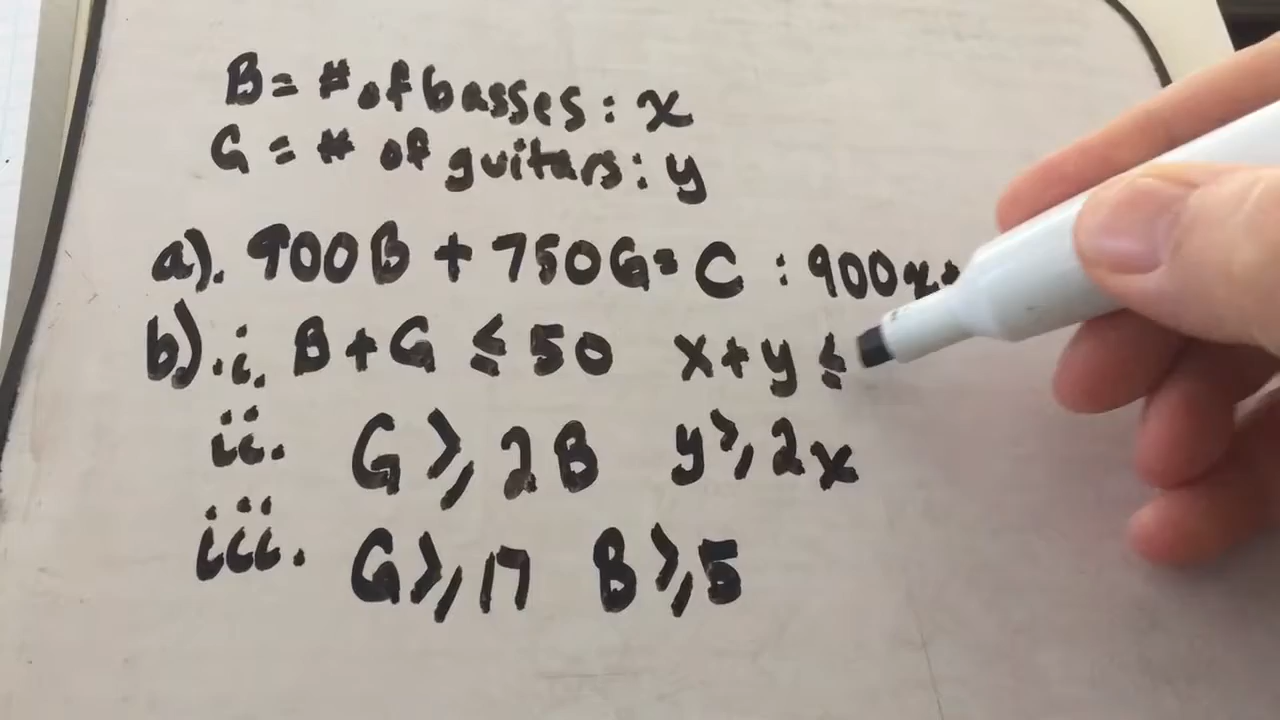 B = # of basses : x
G = # of guitars : y
a). 900B + 750G = C : 900x
b). i. B + G ≤ 50 x + y ≤
ii. G ≥ 2B y ≥ 2x
iii. G ≥ 17 B ≥ 5